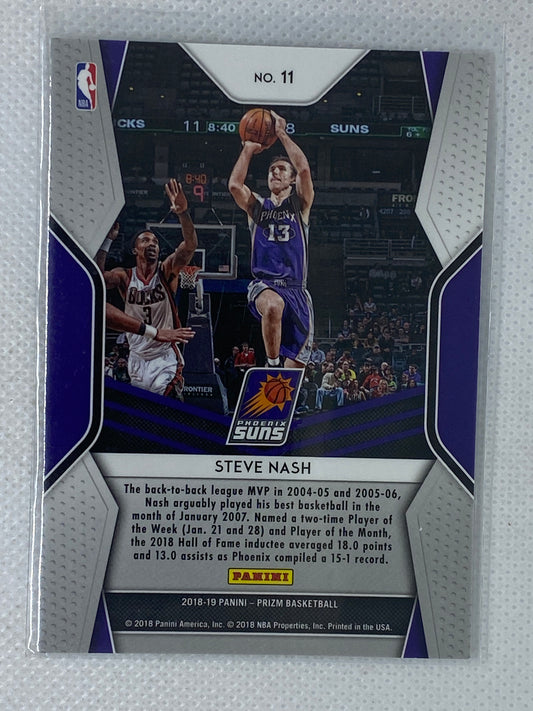 NO. 11
NBA
CKS 11 8:40 8 SUNS
8:40
9
FRO
PHOENIX
13
BUCKS
3
FRONTIER
PHOENIX
SUNS
STEVE NASH
The back-to-back league MVP in 2004-05 and 2005-06,
Nash arguably played his best basketball in the
month of January 2007. Named a two-time Player of
the Week (Jan. 21 and 28) and Player of the Month,
the 2018 Hall of Fame inductee averaged 18.0 points
and 13.0 assists as Phoenix compiled a 15-1 record.
PANINI
2018-19 PANINI – PRIZM BASKETBALL
© 2018 Panini America, Inc. © 2018 NBA Properties, Inc. Printed in the USA.